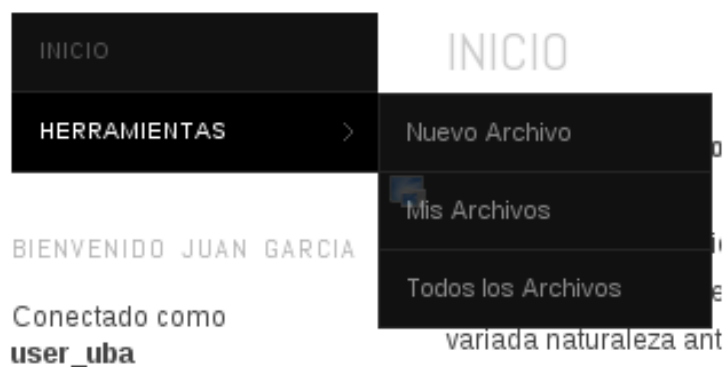 INICIO
HERRAMIENTAS
BIENVENIDO JUAN GARCIA
Conectado como
user_uba
INICIO
Nuevo Archivo
Mis Archivos
Todos los Archivos
variada naturaleza ant